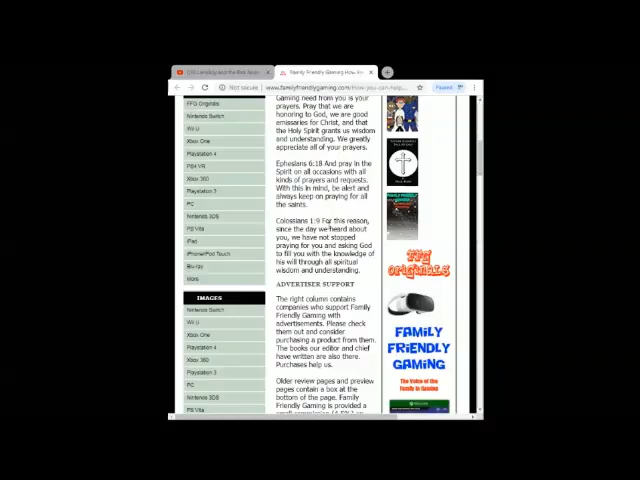 Family Friendly Gaming How
Not secure | www.familyfriendlygaming.com/How-you-can-help...
Paused
FFG Originals
Nintendo Switch
Wii U
Xbox One
Playstation 4
PS4 VR
Xbox 360
Playstation 3
PC
Nintendo 3DS
PS Vita
iPad
iPhone/iPod Touch
Blu-ray
More
IMAGES
Nintendo Switch
Wii U
Xbox One
Playstation 4
Xbox 360
Playstation 3
PC
Nintendo 3DS
PS Vita
Gaming need from you is your
prayers. Pray that we are
honoring to God, we are good
emissaries for Christ, and that
the Holy Spirit grants us wisdom
and understanding. We greatly
appreciate all of your prayers.
Ephesians 6:18 And pray in the
Spirit on all occasions with all
kinds of prayers and requests.
With this in mind, be alert and
always keep on praying for all
the saints.
Colossians 1:9 For this reason,
since the day we heard about
you, we have not stopped
praying for you and asking God
to fill you with the knowledge of
his will through all spiritual
wisdom and understanding.
ADVERTISER SUPPORT
The right column contains
companies who support Family
Friendly Gaming with
advertisements. Please check
them out and consider
purchasing a product from them.
The books our editor and chief
have written are also there.
Purchases help us.
Older review pages and preview
pages contain a box at the
bottom of the page. Family
Friendly Gaming is provided a
FFG
ORIGINALS
FAMILY
FRIENDLY
GAMING
The Voice of the
Family in Gaming